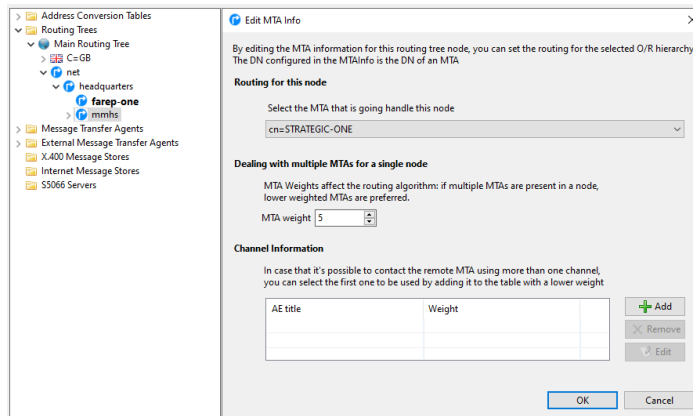 Address Conversion Tables
Routing Trees
Main Routing Tree
C=GB
net
headquarters
farep-one
mmhs
Message Transfer Agents
External Message Transfer Agents
X.400 Message Stores
Internet Message Stores
S5066 Servers
Edit MTA Info
By editing the MTA information for this routing tree node, you can set the routing for the selected O/R hierarchy
The DN configured in the MTAInfo is the DN of an MTA
Routing for this node
Select the MTA that is going handle this node
cn=STRATEGIC-ONE
Dealing with multiple MTAs for a single node
MTA Weights affect the routing algorithm: if multiple MTAs are present in a node,
lower weighted MTAs are preferred.
MTA weight 5
Channel Information
In case that it's possible to contact the remote MTA using more than one channel,
you can select the first one to be used by adding it to the table with a lower weight
AE title Weight
Add
Remove
Edit
OK Cancel